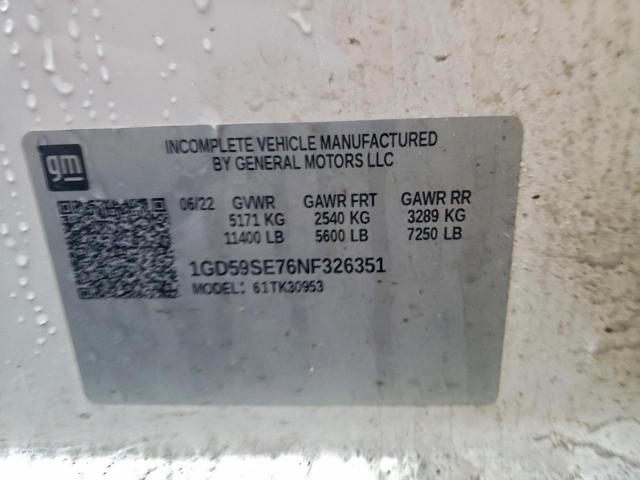 gm
INCOMPLETE VEHICLE MANUFACTURED
BY GENERAL MOTORS LLC
06/22 GVWR GAWR FRT GAWR RR
5171 KG 2540 KG 3289 KG
11400 LB 5600 LB 7250 LB
1GD59SE76NF326351
MODEL: 61TK30953